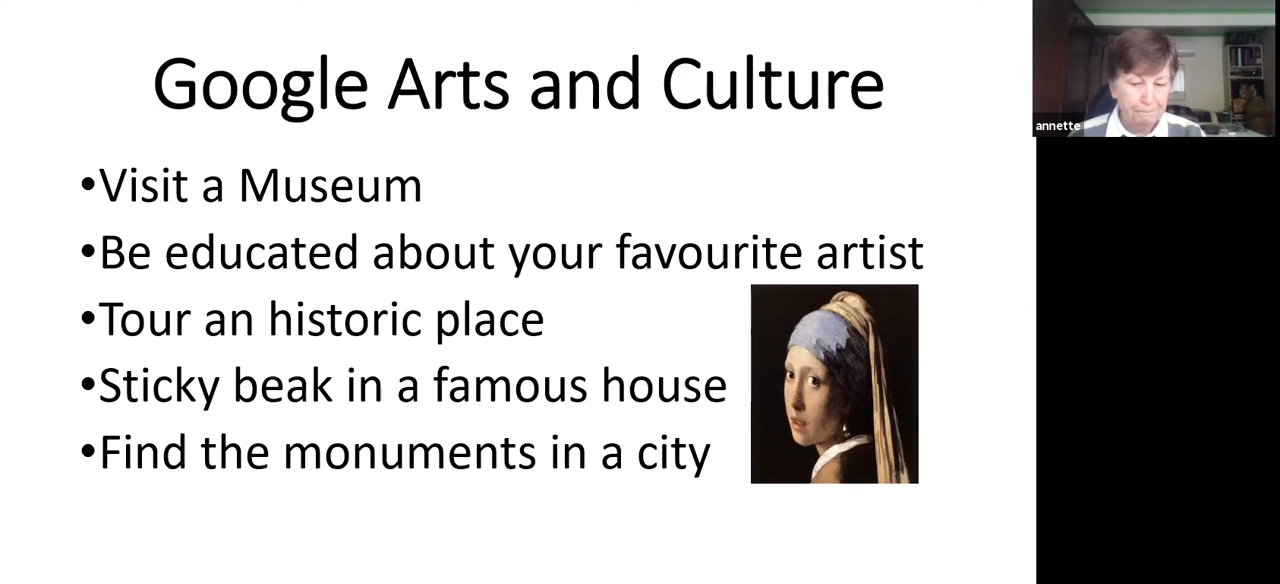 Google Arts and Culture
•Visit a Museum
•Be educated about your favourite artist
•Tour an historic place
•Sticky beak in a famous house
•Find the monuments in a city
annette